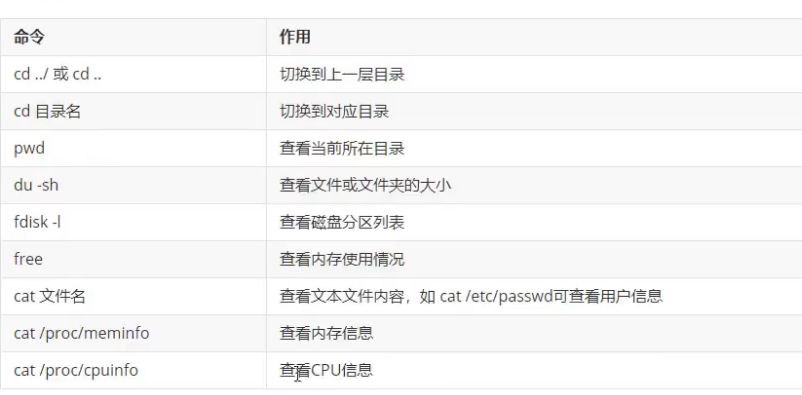 命令 作用
cd ../ 或 cd .. 切换到上一层目录
cd 目录名 切换到对应目录
pwd 查看当前所在目录
du -sh 查看文件或文件夹的大小
fdisk -l 查看磁盘分区列表
free 查看内存使用情况
cat 文件名 查看文本文件内容，如 cat /etc/passwd可查看用户信息
cat /proc/meminfo 查看内存信息
cat /proc/cpuinfo 查看CPU信息